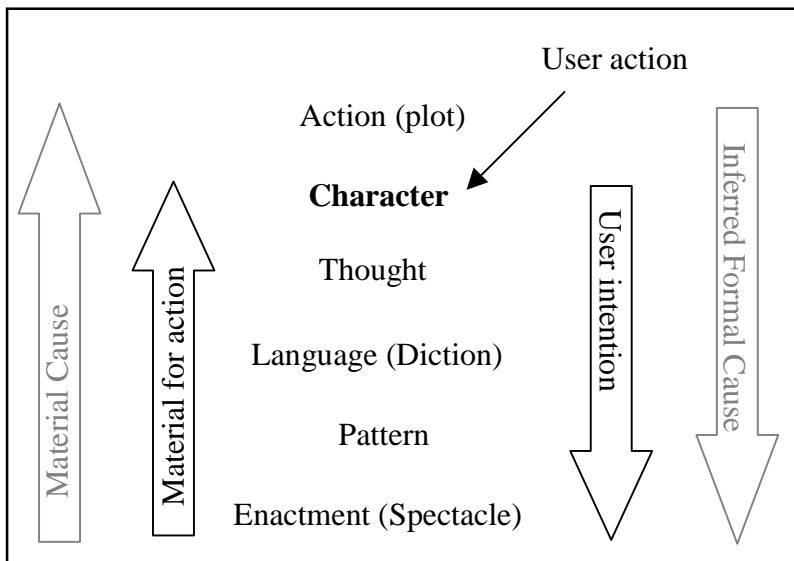 User action
Action (plot)
Character
Thought
Language (Diction)
Pattern
Enactment (Spectacle)
Material Cause
Material for action
User intention
Inferred Formal Cause